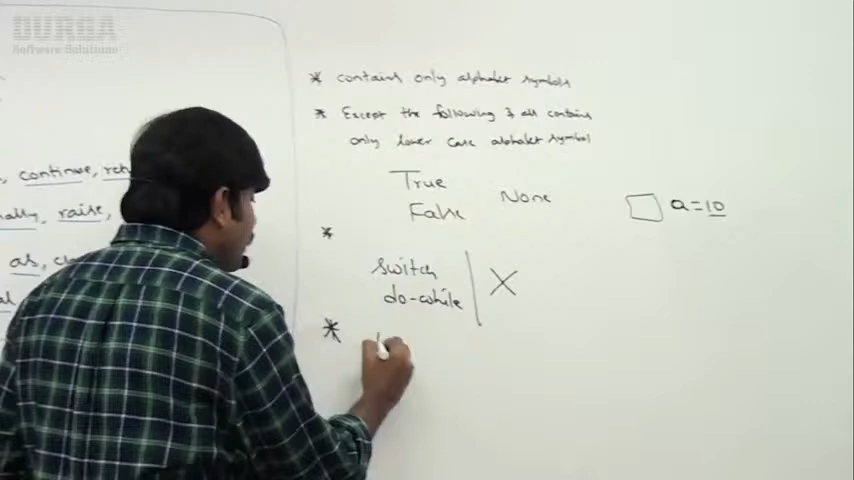 DURGA
Software Solutions
* contains only alphabet symbols
* Except the following 3 all contains
only lower case alphabet symbol
True
False
None
a=10
*
switch
do-while
X
*
continue,
raise,
as,